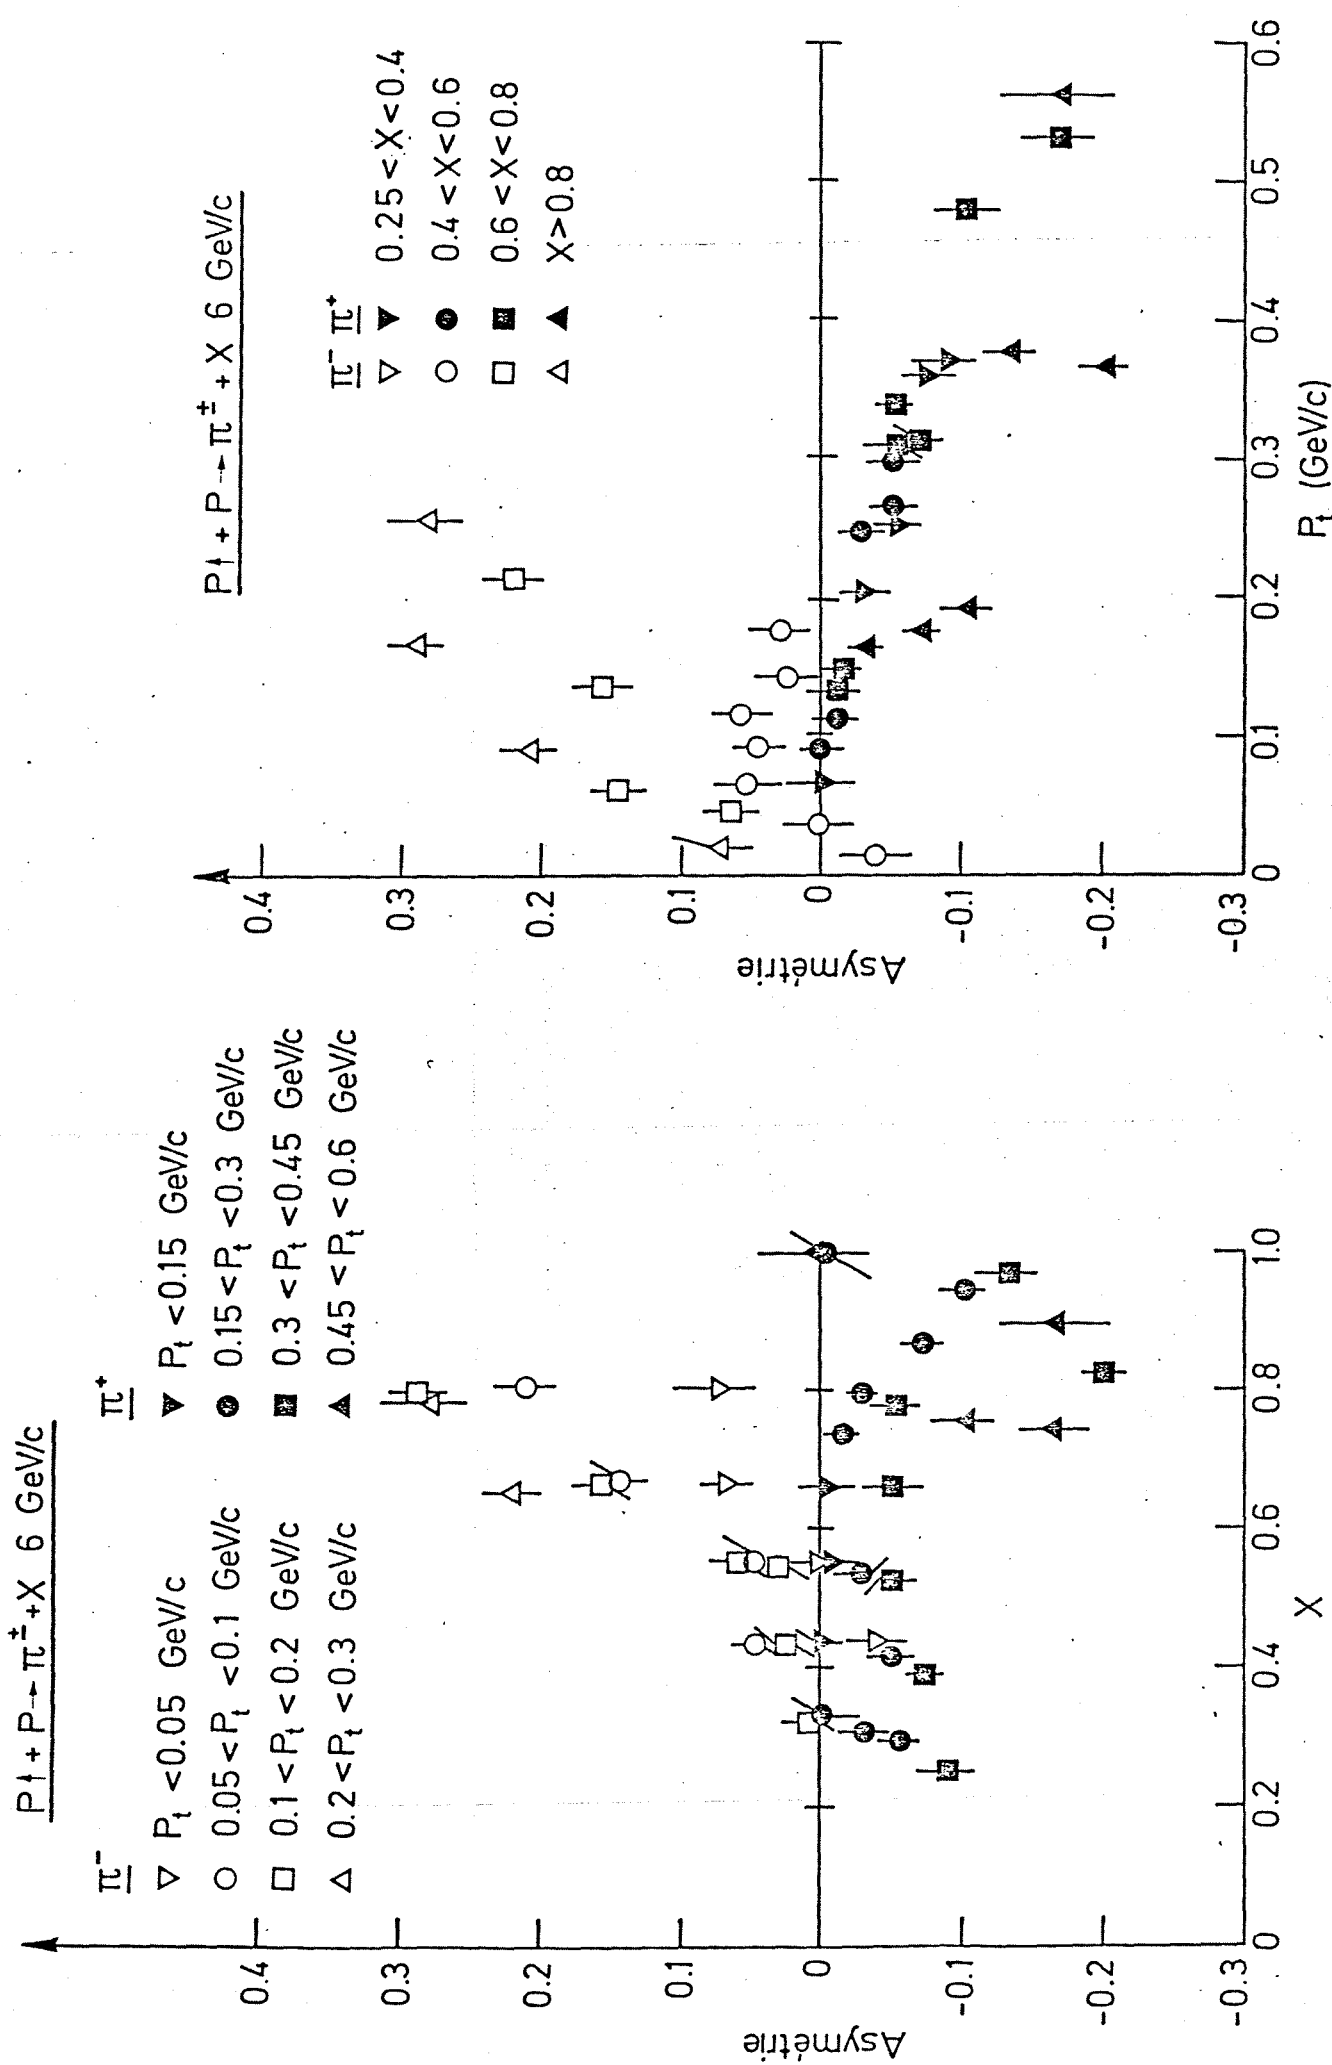 P↑ + P → π± + X 6 GeV/c
π⁻ π⁺
▽ Pt < 0.05 GeV/c ▼ Pt < 0.15 GeV/c
○ 0.05 < Pt < 0.1 GeV/c ● 0.15 < Pt < 0.3 GeV/c
□ 0.1 < Pt < 0.2 GeV/c ■ 0.3 < Pt < 0.45 GeV/c
△ 0.2 < Pt < 0.3 GeV/c ▲ 0.45 < Pt < 0.6 GeV/c
Asymétrie
0.4
0.3
0.2
0.1
0
-0.1
-0.2
-0.3
0 0.2 0.4 0.6 0.8 1.0
X
P↑ + P → π± + X 6 GeV/c
π⁻ π⁺
▽ ▼ 0.25 < X < 0.4
○ ● 0.4 < X < 0.6
□ ■ 0.6 < X < 0.8
△ ▲ X > 0.8
Asymétrie
0.4
0.3
0.2
0.1
0
-0.1
-0.2
-0.3
0 0.1 0.2 0.3 0.4 0.5 0.6
Pt (GeV/c)